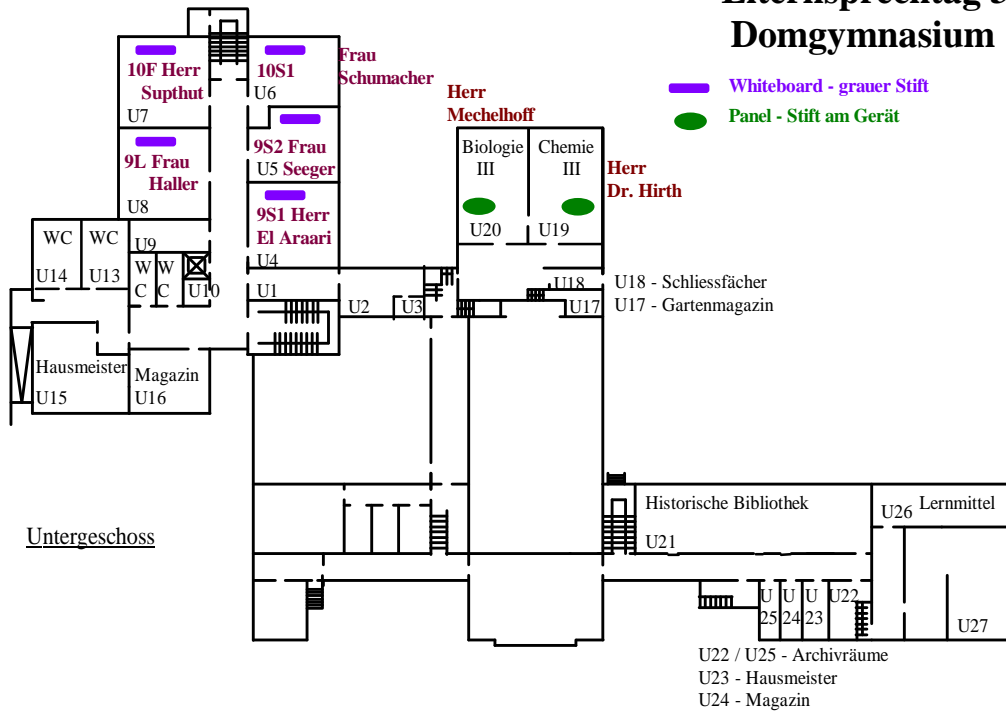 Elternsprechtag
Domgymnasium
Whiteboard - grauer Stift
Panel - Stift am Gerät
10F Herr
Supthut
U7
10S1
U6
Frau
Schumacher
9L Frau
Haller
U8
9S2 Frau
U5 Seeger
9S1 Herr
El Araari
U4
Herr
Mechelhoff
Biologie
III
U20
Chemie
III
U19
Herr
Dr. Hirth
WC
U14
WC
U13
U9
W
C
W
C
U10
U1
U2
U3
U18
U17
U18 - Schliessfächer
U17 - Gartenmagazin
Hausmeister
U15
Magazin
U16
Untergeschoss
Historische Bibliothek
U21
U26
Lernmittel
U
25
U
24
U
23
U22
U27
U22 / U25 - Archivräume
U23 - Hausmeister
U24 - Magazin